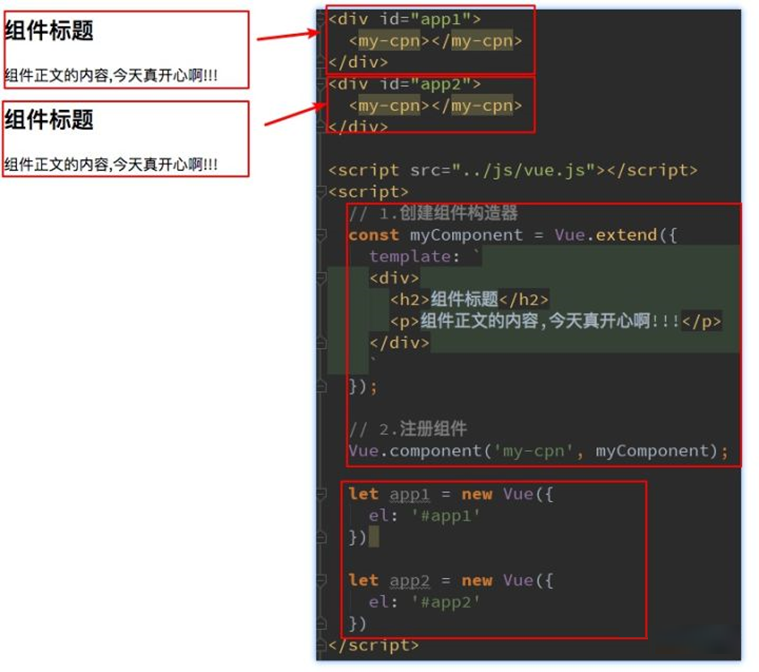 组件标题
组件正文的内容,今天真开心啊!!!
组件标题
组件正文的内容,今天真开心啊!!!
<div id="app1">
<my-cpn></my-cpn>
</div>
<div id="app2">
<my-cpn></my-cpn>
</div>
<script src="../js/vue.js"></script>
<script>
// 1.创建组件构造器
const myComponent = Vue.extend({
template: `
<div>
<h2>组件标题</h2>
<p>组件正文的内容,今天真开心啊!!!</p>
</div>
`
});
// 2.注册组件
Vue.component('my-cpn', myComponent);
let app1 = new Vue({
el: '#app1'
})
let app2 = new Vue({
el: '#app2'
})
</script>